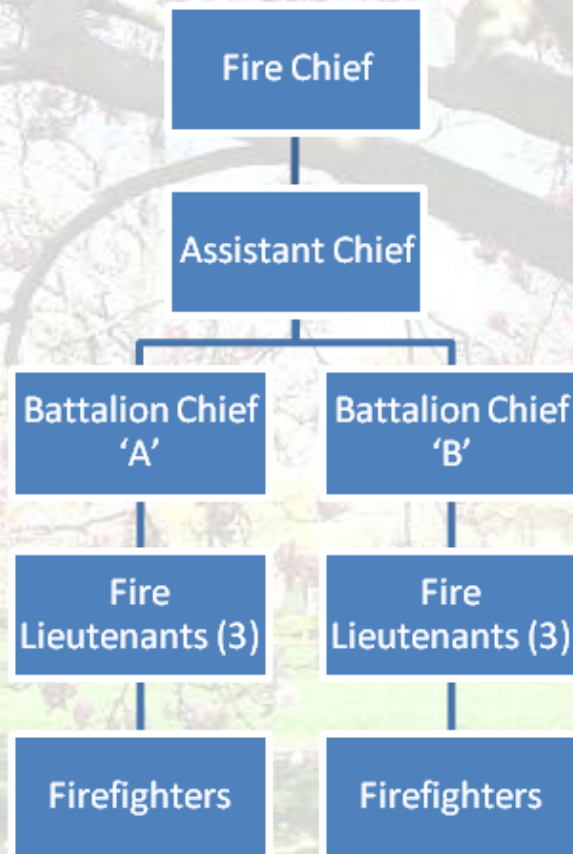 Fire Chief
Assistant Chief
Battalion Chief
‘A’
Battalion Chief
‘B’
Fire
Lieutenants (3)
Fire
Lieutenants (3)
Firefighters
Firefighters